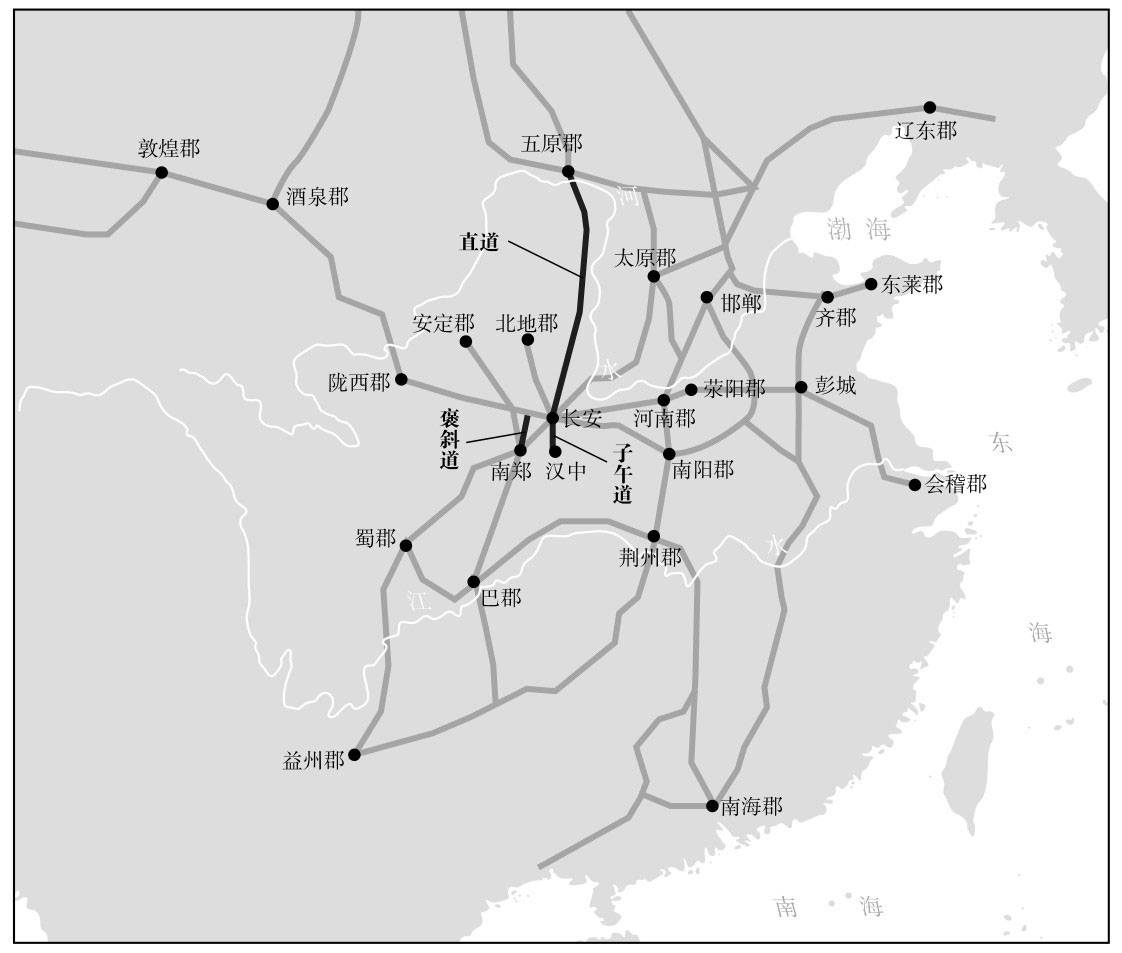 辽东郡
五原郡
敦煌郡
酒泉郡
河
渤海
直道
太原郡
东莱郡
邯郸
齐郡
安定郡
北地郡
水
陇西郡
荥阳郡
彭城
褒斜道
长安
河南郡
东
子午道
南郑
汉中
南阳郡
会稽郡
蜀郡
水
荆州郡
江
巴郡
海
益州郡
南海郡
南海